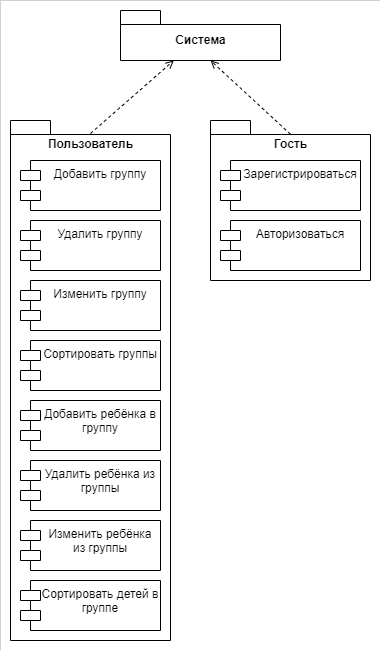 Система
Пользователь
Добавить группу
Удалить группу
Изменить группу
Сортировать группы
Добавить ребёнка в
группу
Удалить ребёнка из
группы
Изменить ребёнка
из группы
Сортировать детей в
группе
Гость
Зарегистрироваться
Авторизоваться